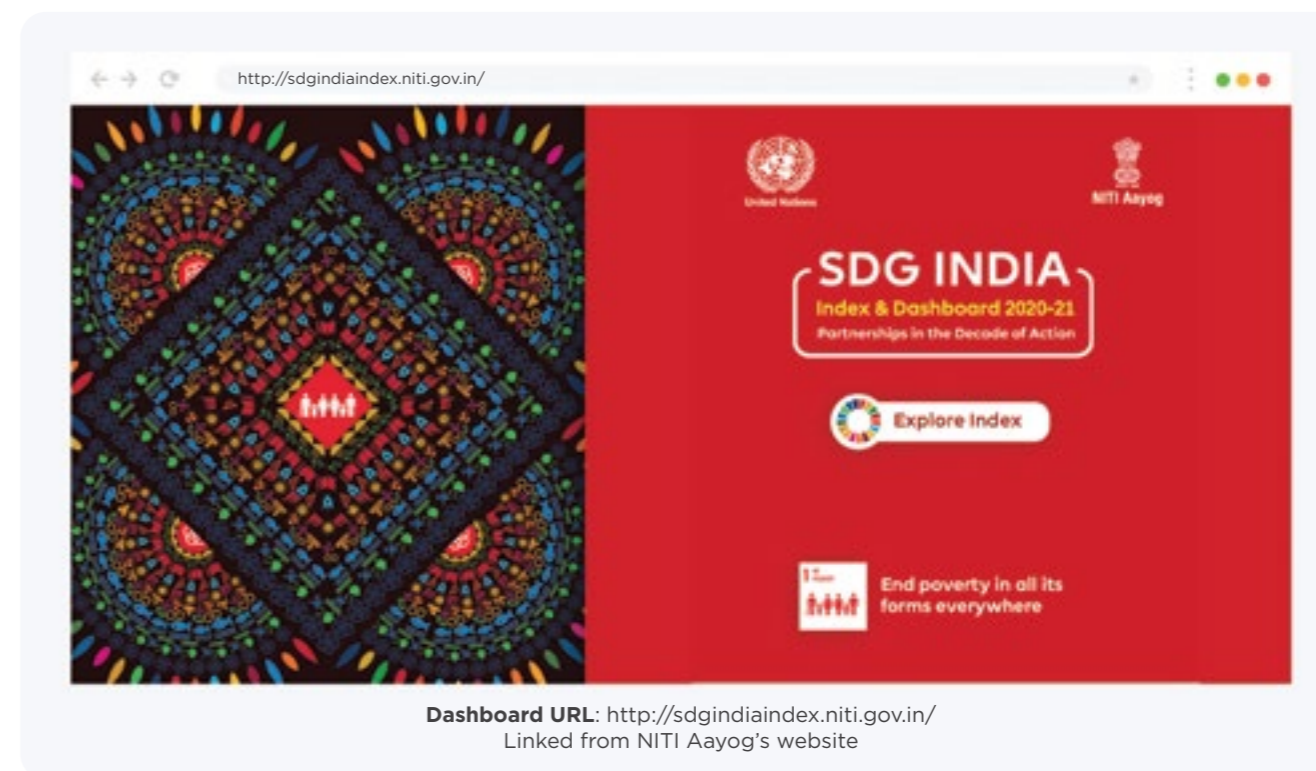 http://sdgindiaindex.niti.gov.in/
United Nations
NITI Aayog
SDG INDIA
Index & Dashboard 2020-21
Partnerships in the Decade of Action
Explore Index
1
End poverty in all its
forms everywhere
Dashboard URL: http://sdgindiaindex.niti.gov.in/
Linked from NITI Aayog's website